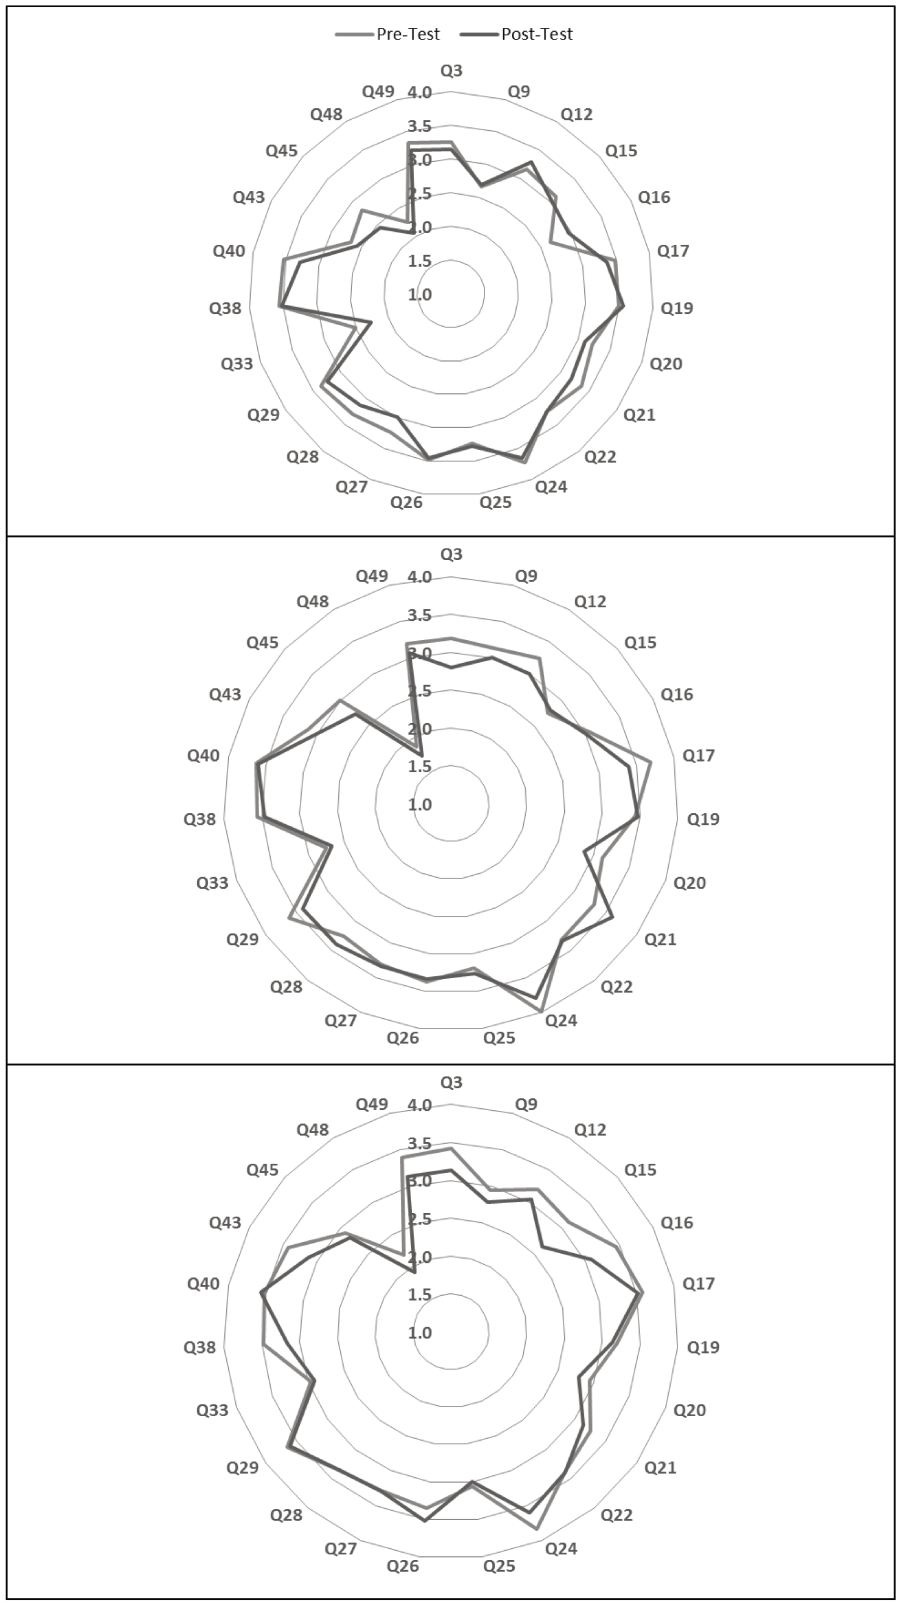 Pre-Test Post-Test
Q3
Q49 4.0 Q9
Q48 Q12
3.5
Q45 Q15
3.0
Q43 2.5 Q16
2.0
Q40 Q17
1.5
Q38 1.0 Q19
Q33 Q20
Q29 Q21
Q28 Q22
Q27 Q24
Q26 Q25
Q3
Q49 4.0 Q9
Q48 Q12
3.5
Q45 Q15
3.0
Q43 2.5 Q16
2.0
Q40 Q17
1.5
Q38 1.0 Q19
Q33 Q20
Q29 Q21
Q28 Q22
Q27 Q24
Q26 Q25
Q3
Q49 4.0 Q9
Q48 Q12
3.5
Q45 Q15
3.0
Q43 2.5 Q16
2.0
Q40 Q17
1.5
Q38 1.0 Q19
Q33 Q20
Q29 Q21
Q28 Q22
Q27 Q24
Q26 Q25